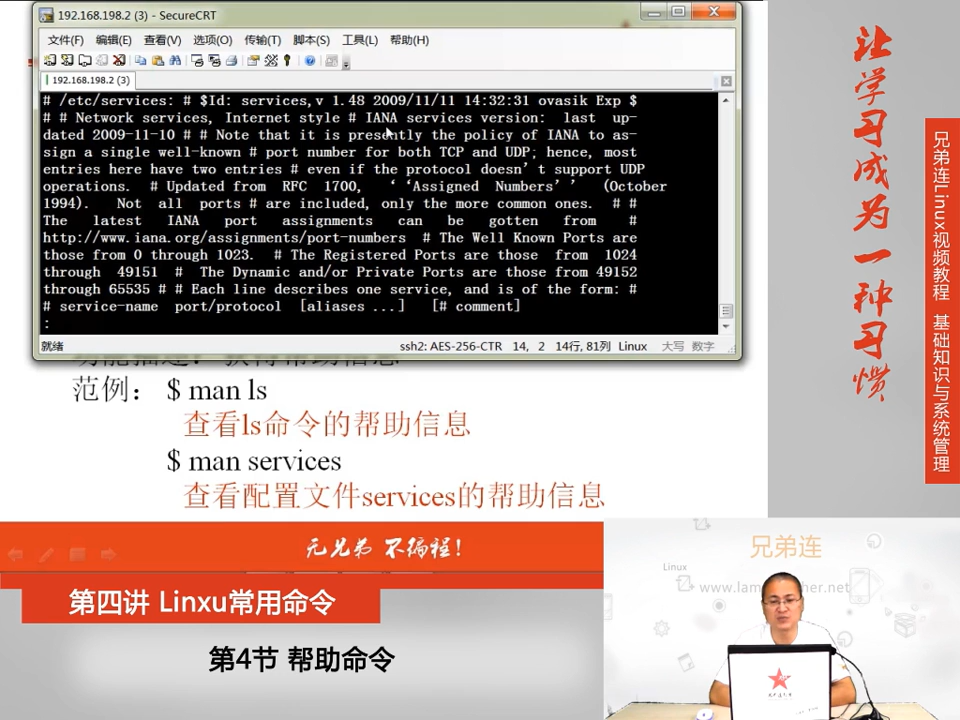 192.168.198.2 (3) - SecureCRT
文件(F) 编辑(E) 查看(V) 选项(O) 传输(T) 脚本(S) 工具(L) 帮助(H)
192.168.198.2 (3)
# /etc/services: # $Id: services,v 1.48 2009/11/11 14:32:31 ovasik Exp $
# # Network services, Internet style # IANA services version: last up-
dated 2009-11-10 # # Note that it is presently the policy of IANA to as-
sign a single well-known # port number for both TCP and UDP; hence, most
entries here have two entries # even if the protocol doesn't support UDP
operations. # Updated from RFC 1700, ‘‘Assigned Numbers’’ (October
1994). Not all ports # are included, only the more common ones. # #
The latest IANA port assignments can be gotten from #
http://www.iana.org/assignments/port-numbers # The Well Known Ports are
those from 0 through 1023. # The Registered Ports are those from 1024
through 49151 # The Dynamic and/or Private Ports are those from 49152
through 65535 # # Each line describes one service, and is of the form: #
# service-name port/protocol [aliases ...] [# comment]
:
就绪 ssh2: AES-256-CTR 14, 2 14行, 81列 Linux 大写 数字
功能描述：获得帮助信息
范例： $ man ls
查看ls命令的帮助信息
$ man services
查看配置文件services的帮助信息
无兄弟 不编程!
第四讲 Linxu常用命令
第4节 帮助命令
让学习成为一种习惯
兄弟连Linux视频教程 基础知识与系统管理
兄弟连
Linux